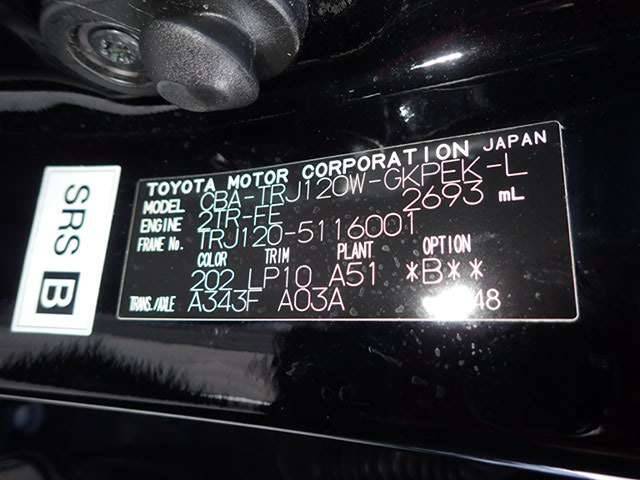 TOYOTA MOTOR CORPORATION JAPAN
MODEL CBA-TRJ120W-GKPEK-L
ENGINE 2TR-FE 2693 mL
FRAME No. TRJ120-5116001
COLOR TRIM PLANT OPTION
202 LP10 A51 *B**
TRANS./AXLE A343F A03A
SRS B